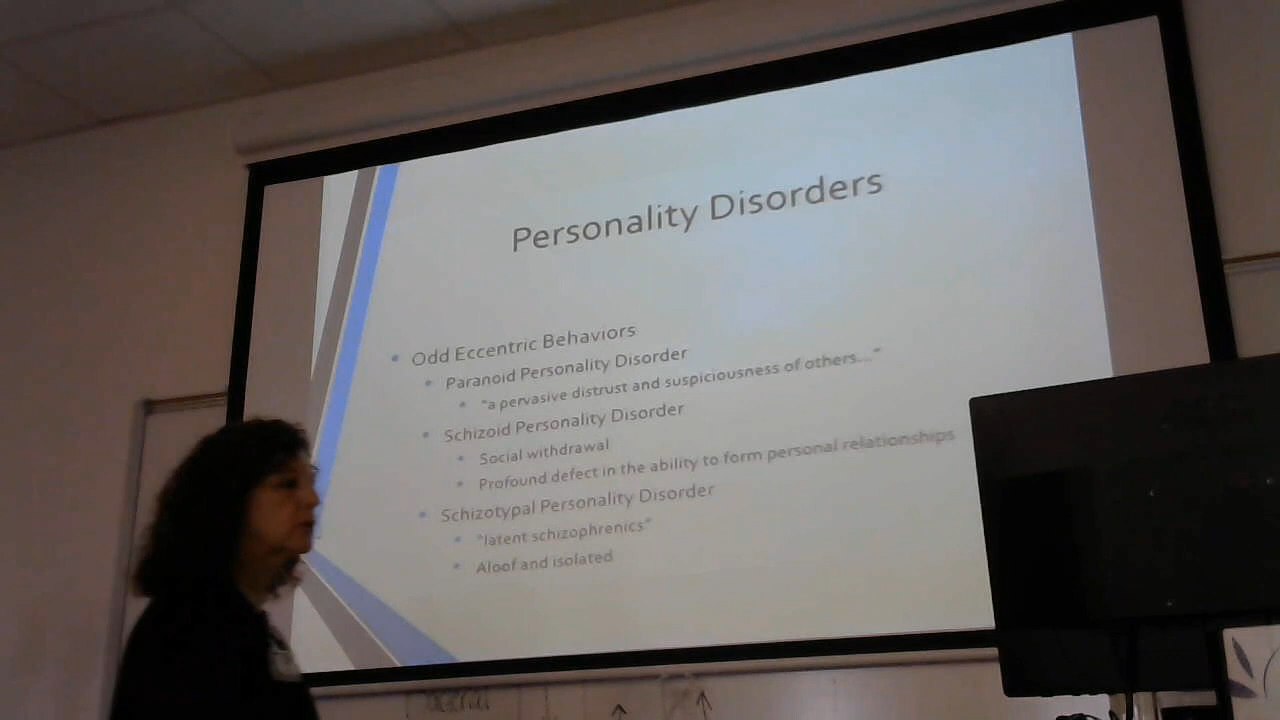 Personality Disorders
• Odd Eccentric Behaviors
• Paranoid Personality Disorder
• "a pervasive distrust and suspiciousness of others..."
• Schizoid Personality Disorder
• Social withdrawal
• Profound defect in the ability to form personal relationships
• Schizotypal Personality Disorder
• "latent schizophrenics"
• Aloof and isolated